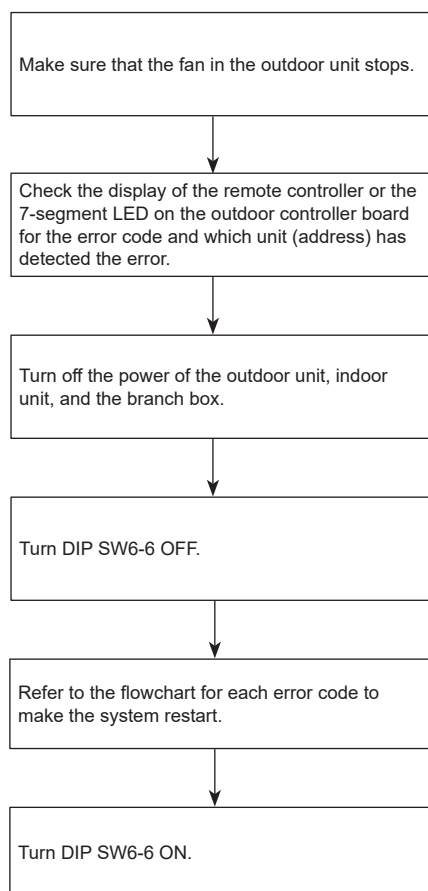 Make sure that the fan in the outdoor unit stops.
Check the display of the remote controller or the
7-segment LED on the outdoor controller board
for the error code and which unit (address) has
detected the error.
Turn off the power of the outdoor unit, indoor
unit, and the branch box.
Turn DIP SW6-6 OFF.
Refer to the flowchart for each error code to
make the system restart.
Turn DIP SW6-6 ON.